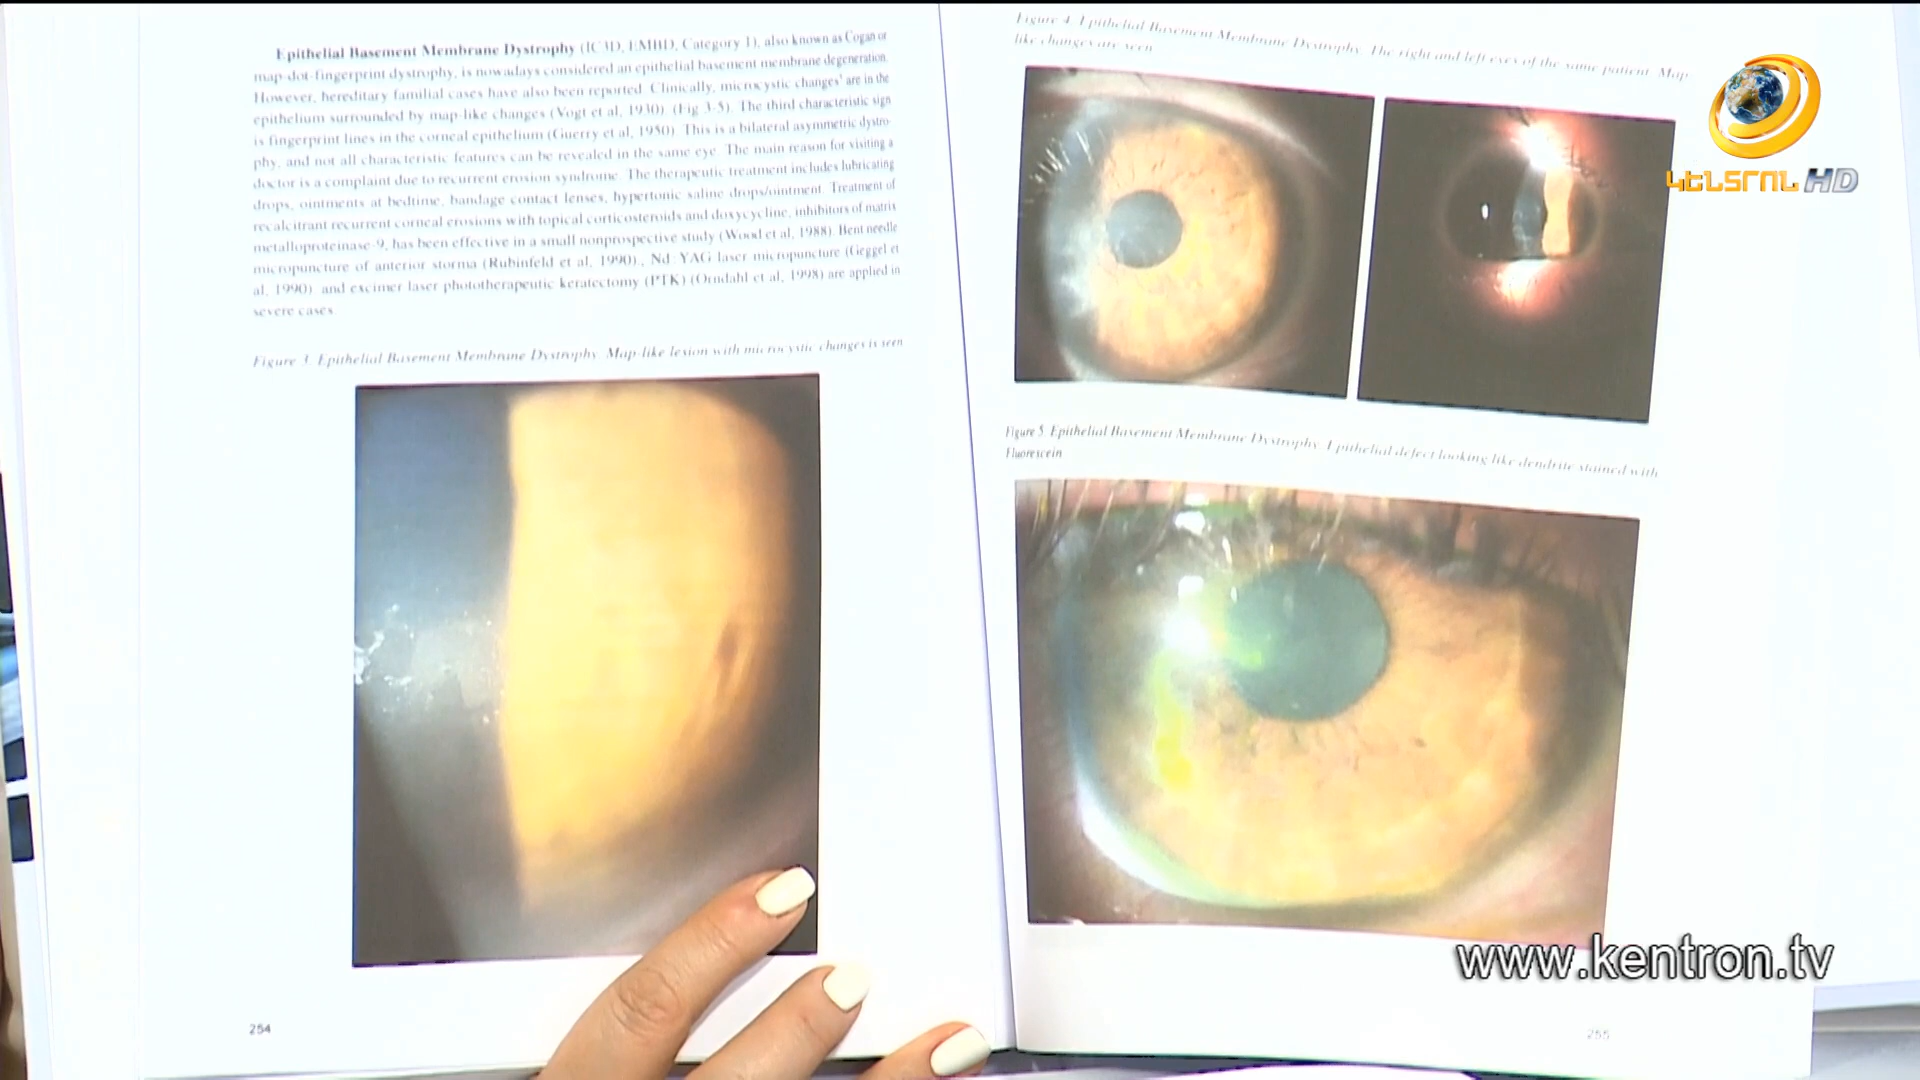 Epithelial Basement Membrane Dystrophy (IC3D, EMBD, Category 1), also known as Cogan or
map-dot-fingerprint dystrophy, is nowadays considered an epithelial basement membrane degeneration.
However, hereditary familial cases have also been reported. Clinically, microcystic changes' are in the
epithelium surrounded by map-like changes (Vogt et al, 1930) (Fig 3-5). The third characteristic sign
is fingerprint lines in the corneal epithelium (Guerry et al, 1950). This is a bilateral asymmetric dystro-
phy, and not all characteristic features can be revealed in the same eye. The main reason for visiting a
doctor is a complaint due to recurrent erosion syndrome. The therapeutic treatment includes lubricating
drops, ointments at bedtime, bandage contact lenses, hypertonic saline drops/ointment. Treatment of
recalcitrant recurrent corneal erosions with topical corticosteroids and doxycycline, inhibitors of matrix
metalloproteinase-9, has been effective in a small nonprospective study (Wood et al, 1988). Bent needle
micropuncture of anterior storma (Rubinfeld et al, 1990)., Nd: YAG laser micropuncture (Geggel et
al, 1990) and excimer laser phototherapeutic keratectomy (PTK) (Orndahl et al, 1998) are applied in
severe cases.
Figure 3. Epithelial Basement Membrane Dystrophy. Map-like lesion with microcystic changes is seen
254
Figure 4. Epithelial Basement Membrane Dystrophy. The right and left eyes of the same patient. Map-
like changes are seen
Figure 5. Epithelial Basement Membrane Dystrophy. Epithelial defect looking like dendrite stained with
Fluorescein
255
ԿԵՆՏՐՈՆ HD
www.kentron.tv